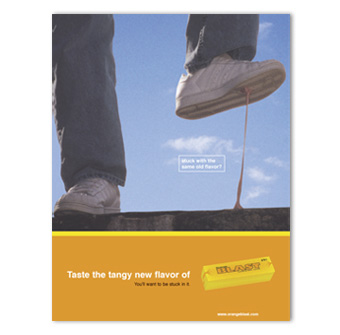 Stuck with the
same old flavor?
Taste the tangy new flavor of
BLAST
You'll want to be stuck in it.
www.orangeblast.com